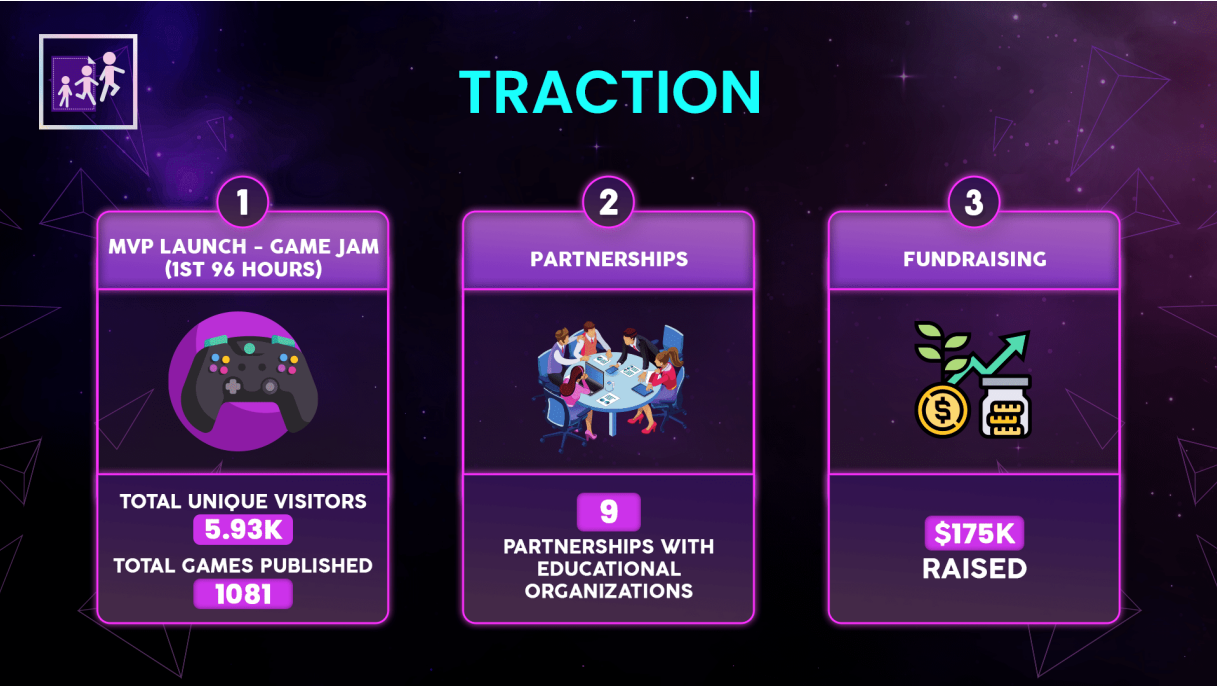 TRACTION
1
MVP LAUNCH - GAME JAM
(1ST 96 HOURS)
TOTAL UNIQUE VISITORS
5.93K
TOTAL GAMES PUBLISHED
1081
2
PARTNERSHIPS
9
PARTNERSHIPS WITH
EDUCATIONAL
ORGANIZATIONS
3
FUNDRAISING
$175K
RAISED